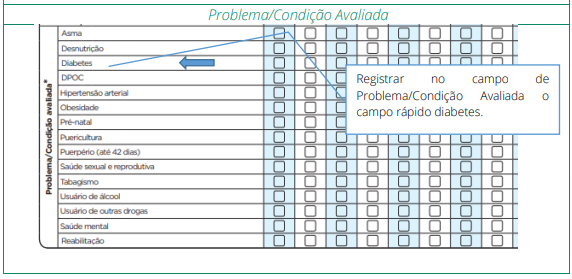 Problema/Condição Avaliada
Problema/Condição avaliada*
Asma
Desnutrição
Diabetes
DPOC
Hipertensão arterial
Obesidade
Pré-natal
Puericultura
Puerpério (até 42 dias)
Saúde sexual e reprodutiva
Tabagismo
Usuário de álcool
Usuário de outras drogas
Saúde mental
Reabilitação
Registrar no campo de
Problema/Condição Avaliada o
campo rápido diabetes.